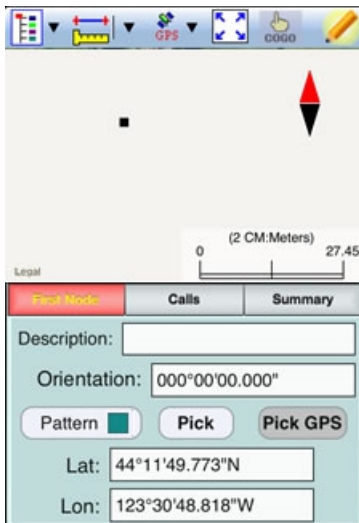 GPS
COGO
(2 CM:Meters)
0 27.45
Legal
First Node Calls Summary
Description:
Orientation: 000°00'00.000"
Pattern Pick Pick GPS
Lat: 44°11'49.773"N
Lon: 123°30'48.818"W